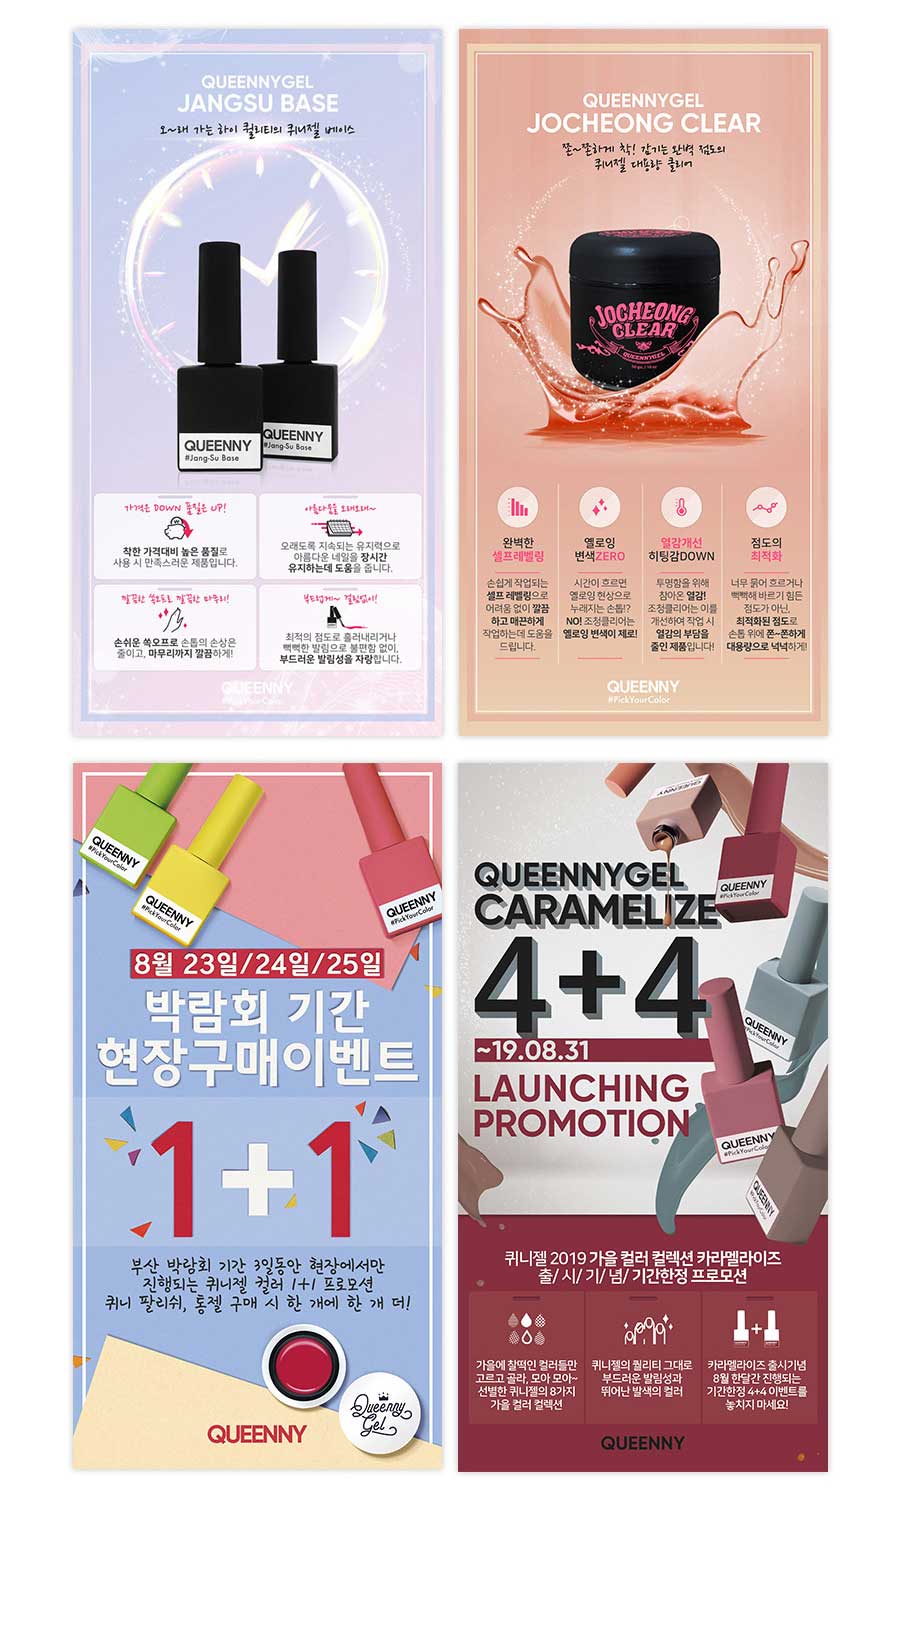 QUEENNYGEL
JANGSU BASE
오~래 가는 하이 퀄리티의 퀴니젤 베이스
QUEENNY
#Jang-Su Base
QUEENNY
#Jang-Su Base
가격은 DOWN 품질은 UP!
착한 가격대비 높은 품질로
사용 시 만족스러운 제품입니다.
아름다움을 오래오래~
오래도록 지속되는 유지력으로
아름다운 네일을 장시간
유지하는데 도움을 줍니다.
깔끔한 쏙오프로 깔끔한 마무리!
손쉬운 쏙오프로 손톱의 손상은
줄이고, 마무리까지 깔끔하게!
부드럽게~ 걸림없이!
최적의 점도로 흘러내리거나
뻑뻑한 발림으로 불편함 없이,
부드러운 발림성을 자랑합니다.
QUEENNY
#PickYourColor
QUEENNYGEL
JOCHEONG CLEAR
쫀~쫀하게 착! 감기는 완벽 점도의
퀴니젤 대용량 클리어
JOCHEONG
CLEAR
QUEENNYGEL
완벽한
셀프레벨링
손쉽게 작업되는
셀프 레벨링으로
어려움 없이 깔끔
하고 매끈하게
작업하는데 도움을
드립니다.
옐로잉
변색ZERO
시간이 흐르면
옐로잉 현상으로
누래지는 손톱!?
NO! 조청클리어는
옐로잉 변색이 제로!
열감개선
히팅감DOWN
투명함을 위해
참아온 열감!
조청클리어는 이를
개선하여 작업 시
열감의 부담을
줄인 제품입니다!
점도의
최적화
너무 묽어 흐르거나
뻑뻑해 바르기 힘든
점도가 아닌,
최적화된 점도로
손톱 위에 쫀~쫀하게
대용량으로 넉넉하게!
QUEENNY
#PickYourColor
QUEENNY
#PickYourColor
QUEENNY
#PickYourColor
QUEENNY
#PickYourColor
8월 23일/24일/25일
박람회 기간
현장구매이벤트
1+1
부산 박람회 기간 3일동안 현장에서만
진행되는 퀴니젤 컬러 1+1 프로모션
퀴니 팔리쉬, 통젤 구매 시 한 개에 한 개 더!
Queenny
Gel
QUEENNY
QUEENNY
QUEENNYGEL
CARAMELIZE
4+4
~19.08.31
LAUNCHING
PROMOTION
QUEENNY
#PickYourColor
QUEENNY
#PickYourColor
QUEENNY
#PickYourColor
QUEENNY
#PickYourColor
퀴니젤 2019 가을 컬러 컬렉션 카라멜라이즈
출/ 시/ 기/ 념/ 기간한정 프로모션
가을에 찰떡인 컬러들만
고르고 골라, 모아 모아~
선별한 퀴니젤의 8가지
가을 컬러 컬렉션
퀴니젤의 퀄리티 그대로
부드러운 발림성과
뛰어난 발색의 컬러
카라멜라이즈 출시기념
8월 한달간 진행되는
기간한정 4+4 이벤트를
놓치지 마세요!
QUEENNY